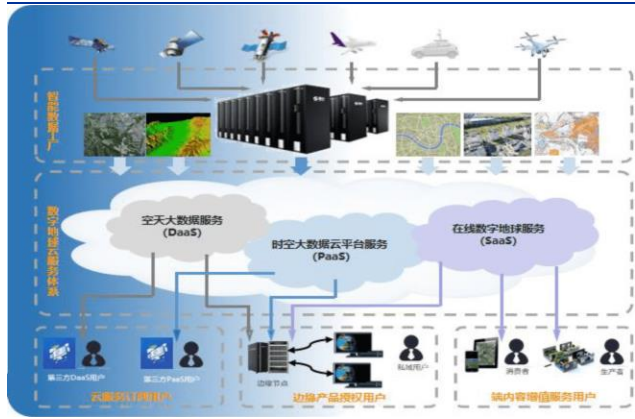 智能数据工厂
数字地球云服务体系
空天大数据服务
(DaaS)
时空大数据云平台服务
(PaaS)
在线数字地球服务
(SaaS)
第三方DaaS用户
第三方PaaS用户
云服务订阅用户
边缘节点
私域用户
边缘产品授权用户
消费者
生产者
端内容增值服务用户